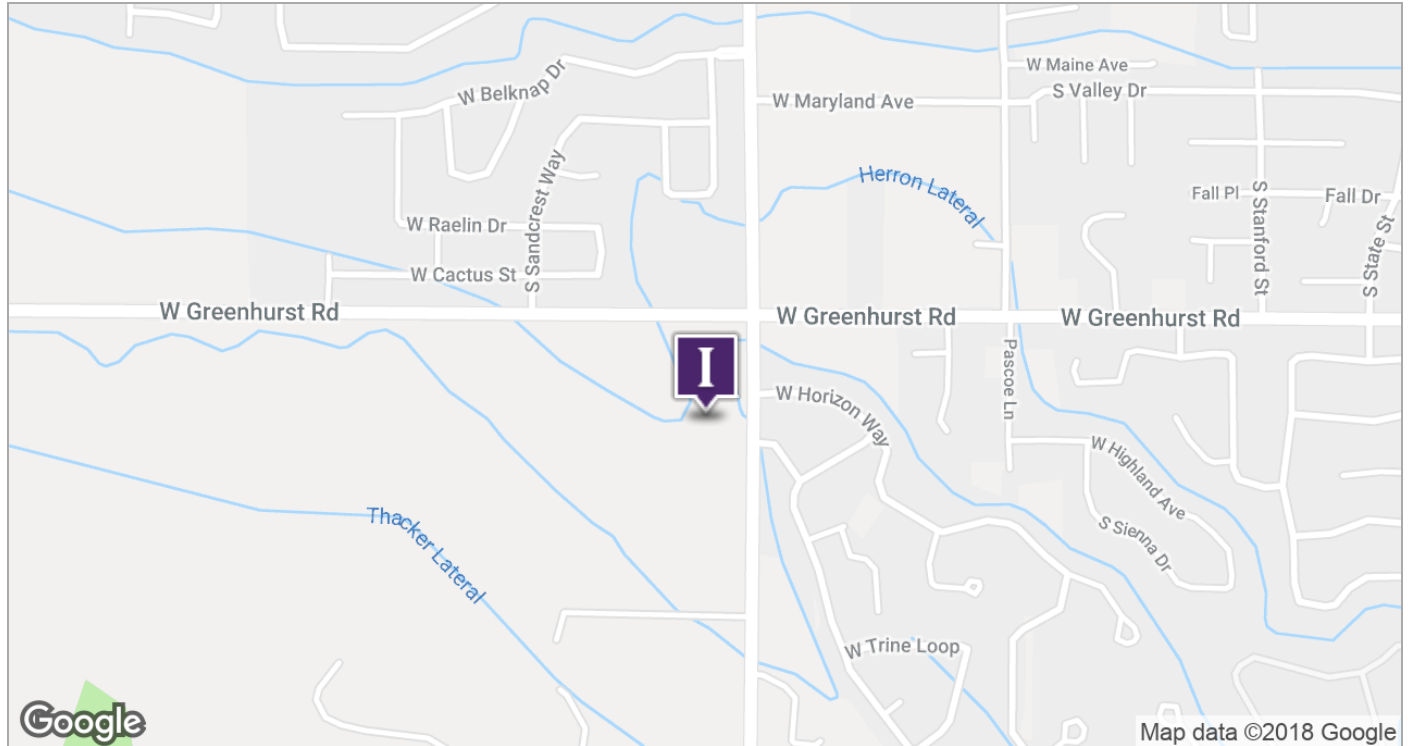 W Maine Ave
S Valley Dr
W Belknap Dr
W Maryland Ave
Herron Lateral
S Sandcrest Way
Fall Pl
Fall Dr
S Stanford St
S State St
W Raelin Dr
W Cactus St
W Greenhurst Rd
W Greenhurst Rd
W Greenhurst Rd
I
Pascoe Ln
W Horizon Way
W Highland Ave
S Sienna Dr
Thacker Lateral
W Trine Loop
Google
Map data ©2018 Google